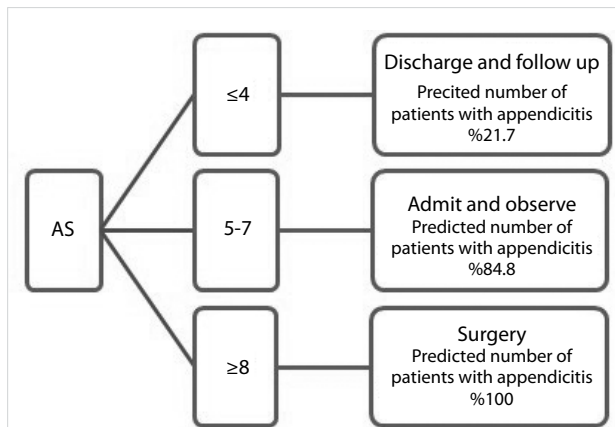 AS
≤4
Discharge and follow up
Precited number of
patients with appendicitis
%21.7
5-7
Admit and observe
Predicted number of
patients with appendicitis
%84.8
≥8
Surgery
Predicted number of
patients with appendicitis
%100